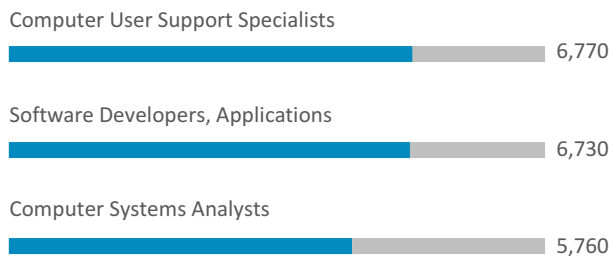 Computer User Support Specialists
6,770
Software Developers, Applications
6,730
Computer Systems Analysts
5,760